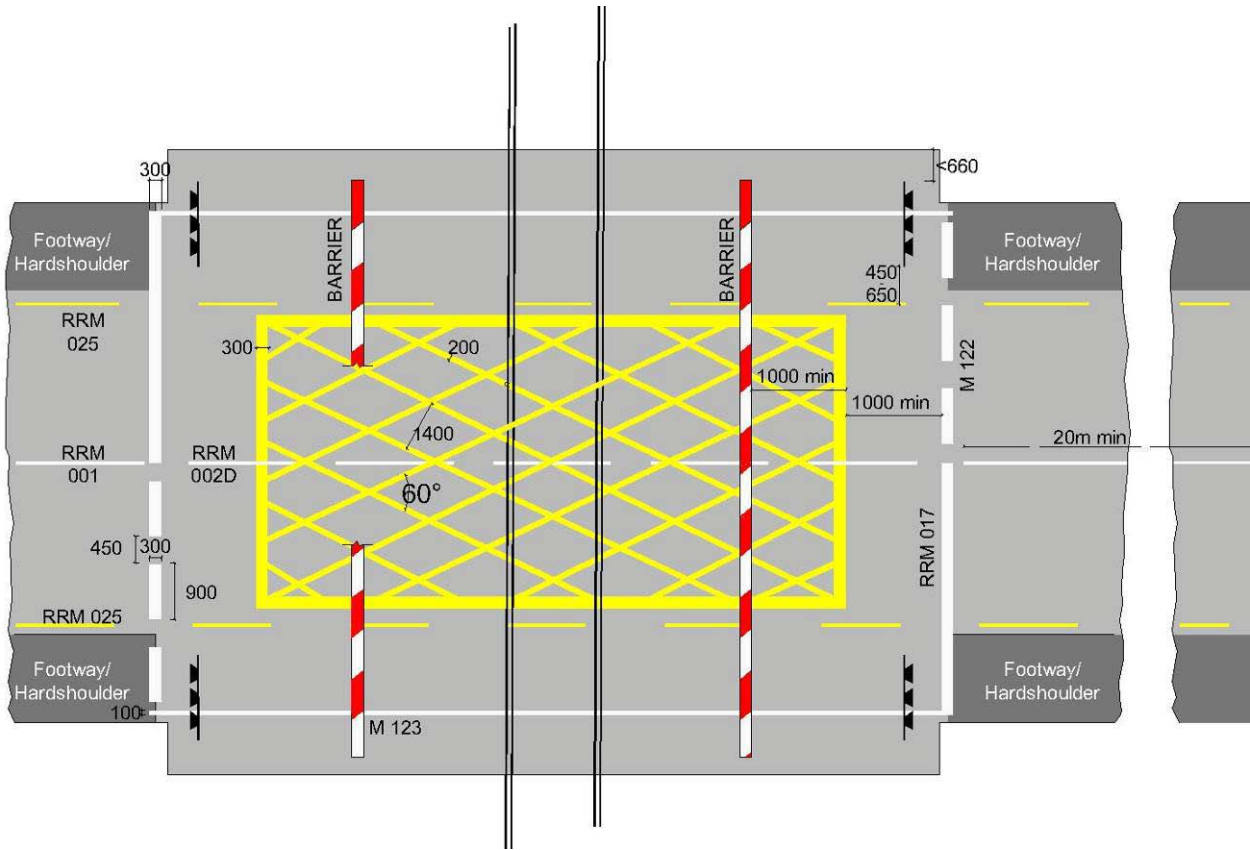 300
<660
Footway/
Hardshoulder
BARRIER
BARRIER
Footway/
Hardshoulder
450
-
650
RRM
025
300
200
1000 min
M 122
1000 min
1400
20m min
RRM
001
RRM
002D
60°
450
300
RRM 017
900
RRM 025
Footway/
Hardshoulder
Footway/
Hardshoulder
100
M 123